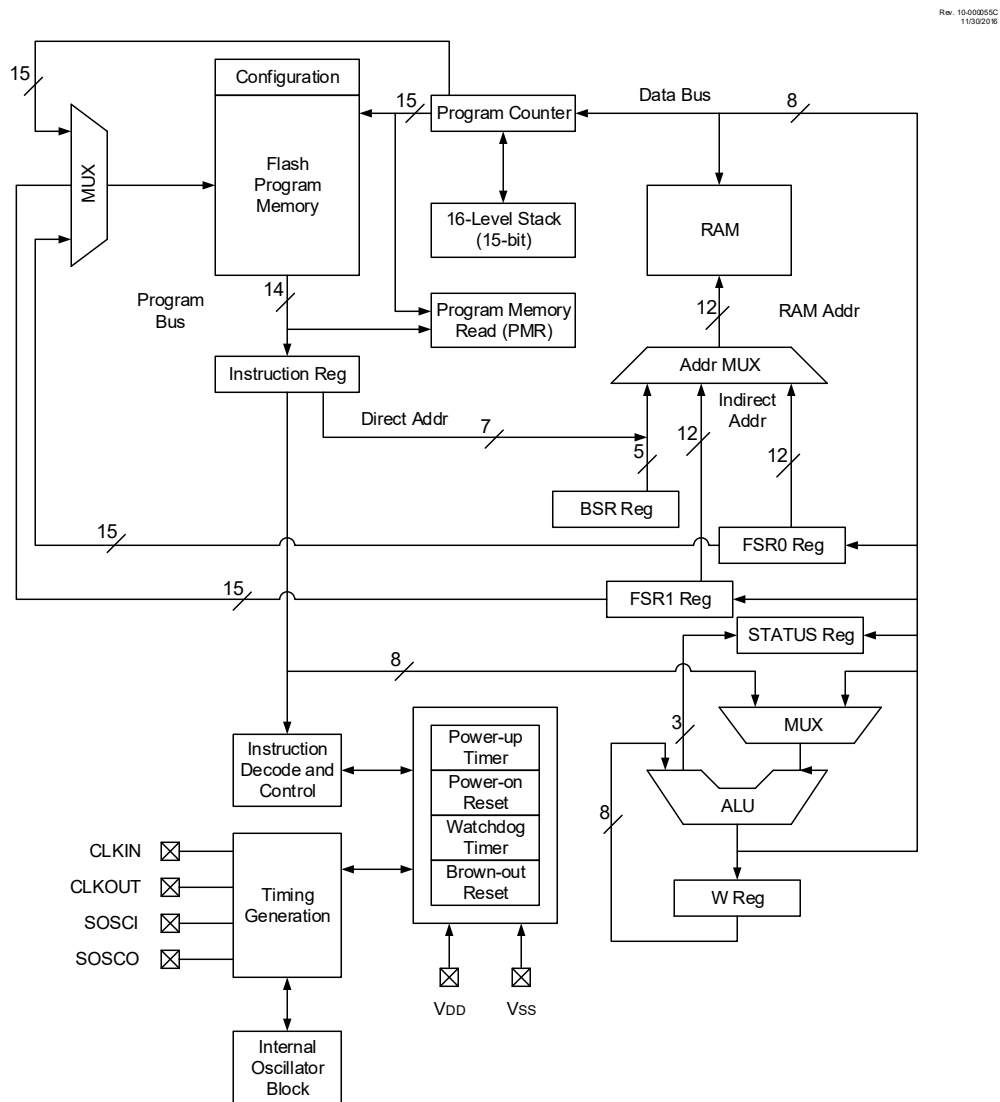 Rev. 10-000055C
11/30/2016
15
Configuration
Flash
Program
Memory
MUX
15
Program Counter
Data Bus
8
16-Level Stack
(15-bit)
RAM
Program
Bus
14
Program Memory
Read (PMR)
12
RAM Addr
Instruction Reg
Addr MUX
Direct Addr
7
Indirect
Addr
5
12
12
BSR Reg
15
FSR0 Reg
15
FSR1 Reg
STATUS Reg
8
3
MUX
Instruction
Decode and
Control
Power-up
Timer
Power-on
Reset
Watchdog
Timer
Brown-out
Reset
8
ALU
W Reg
CLKIN
CLKOUT
SOSCI
SOSCO
Timing
Generation
VDD
VSS
Internal
Oscillator
Block